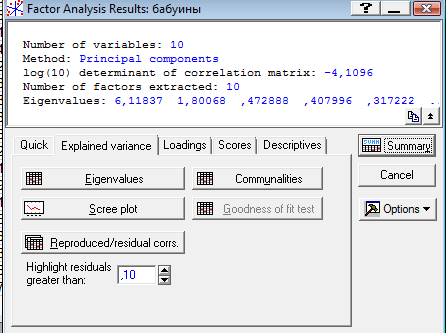 Factor Analysis Results: бабуины
Number of variables: 10
Method: Principal components
log(10) determinant of correlation matrix: -4,1096
Number of factors extracted: 10
Eigenvalues: 6,11837 1,80068 ,472888 ,407996 ,317222 ..
Quick Explained variance Loadings Scores Descriptives
Summary
Eigenvalues Communalities
Cancel
Scree plot Goodness of fit test
Options
Reproduced/residual corrs.
Highlight residuals
greater than: ,10